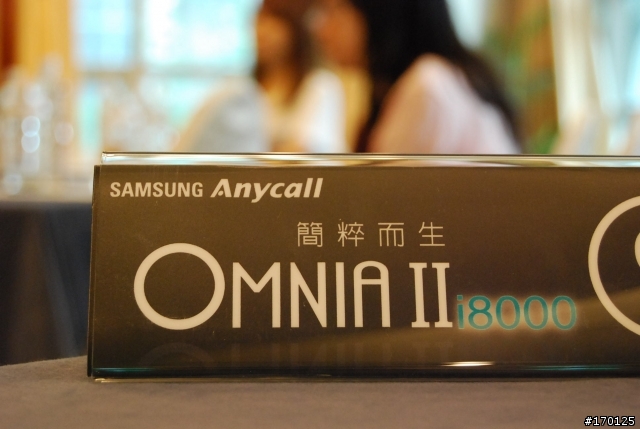 SAMSUNG Anycall
簡粹而生
OMNIA II i8000
#170125